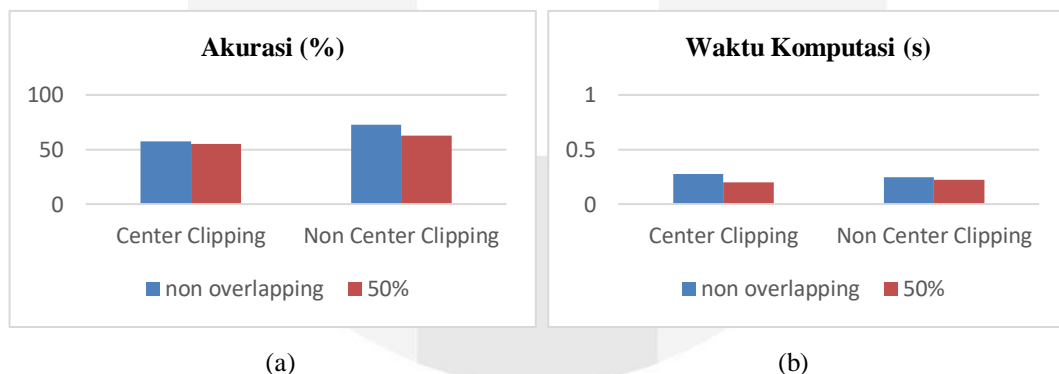 Akurasi (%)
100
50
0
Center Clipping Non Center Clipping
non overlapping 50%
(a)
Waktu Komputasi (s)
1
0.5
0
Center Clipping Non Center Clipping
non overlapping 50%
(b)